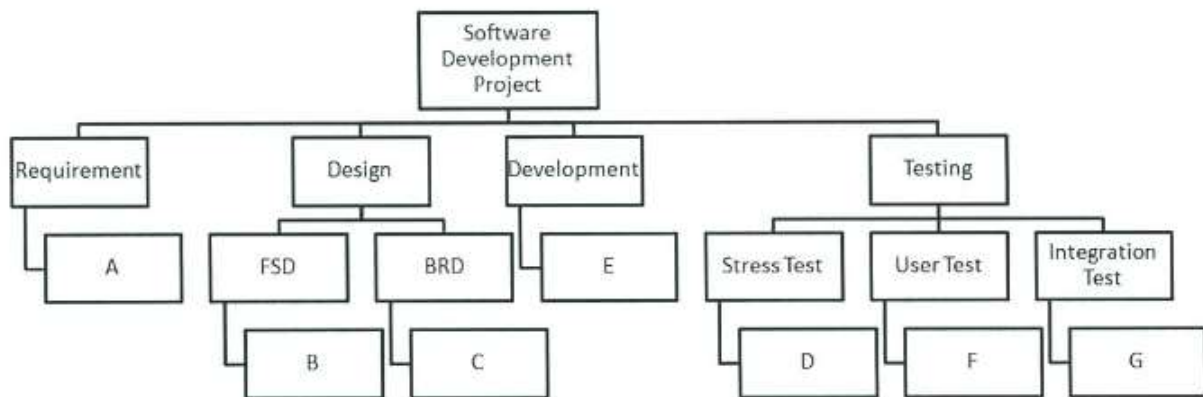 Software
Development
Project
Requirement
Design
Development
Testing
A
FSD
BRD
E
Stress Test
User Test
Integration
Test
B
C
D
F
G